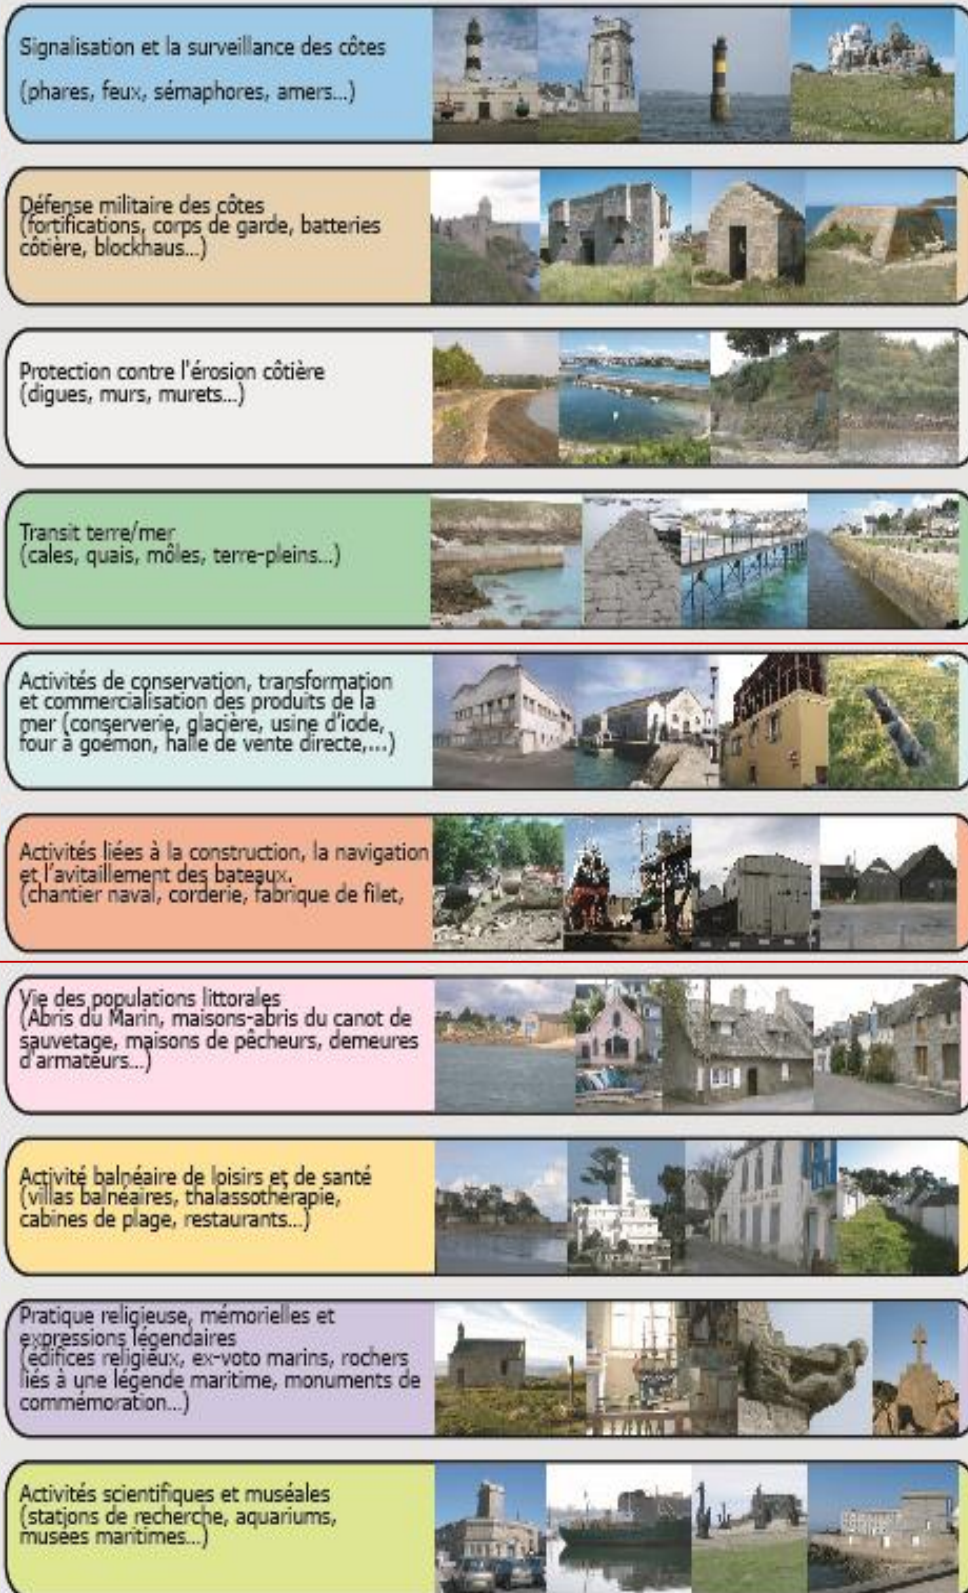 Signalisation et la surveillance des côtes
(phares, feux, sémaphores, amers...)
Défense militaire des côtes
(fortifications, corps de garde, batteries
côtière, blockhaus...)
Protection contre l'érosion côtière
(digues, murs, murets...)
Transit terre/mer
(cales, quais, môles, terre-pleins...)
Activités de conservation, transformation
et commercialisation des produits de la
mer (conserverie, glacière, usine d'iode,
four à goémon, halle de vente directe,...)
Activités liées à la construction, la navigation
et l'avitaillement des bateaux.
(chantier naval, corderie, fabrique de filet,
Vie des populations littorales
(Abris du Marin, maisons-abris du canot de
sauvetage, maisons de pêcheurs, demeures
d'armateurs...)
Activité balnéaire de loisirs et de santé
(villas balnéaires, thalassothérapie,
cabines de plage, restaurants...)
Pratique religieuse, mémorielles et
expressions légendaires
(édifices religieux, ex-voto marins, rochers
liés à une légende maritime, monuments de
commémoration...)
Activités scientifiques et muséales
(stations de recherche, aquariums,
musées maritimes...)